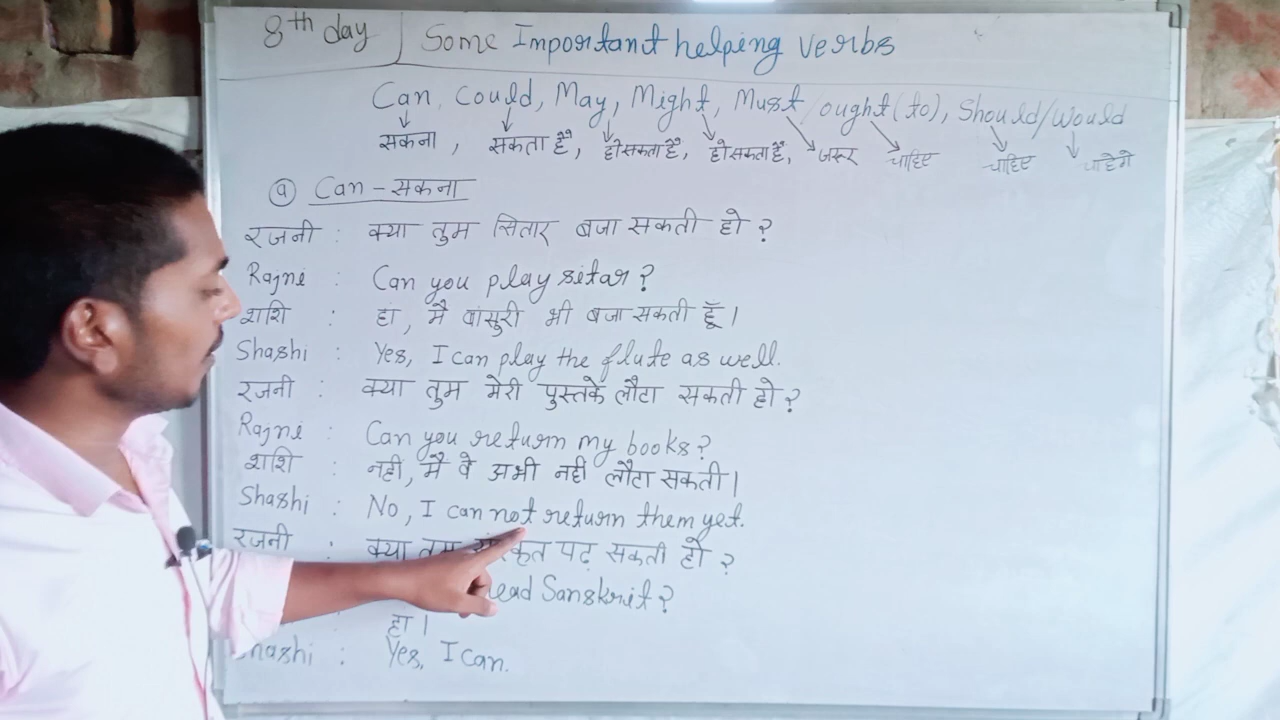 8th day Some Important helping verbs
Can, Could, May, Might, Must/ought(to), Should/Would
सकना, सकता है, हो सकता है, हो सकता है, जरूर चाहिए चाहिए चाहेंगे
(a) Can - सकना
रजनी : क्या तुम सितार बजा सकती हो?
Rajni : Can you play sitar?
शशि : हां, मै बांसुरी भी बजा सकती हूँ।
Shashi : Yes, I can play the flute as well.
रजनी : क्या तुम मेरी पुस्तकें लौटा सकती हो?
Rajni : Can you return my books?
शशि : नहीं, मै वे अभी नहीं लौटा सकती।
Shashi : No, I can not return them yet.
रजनी : क्या तुम संस्कृत पढ़ सकती हो?
read Sanskrit?
हां।
Shashi : Yes, I can.